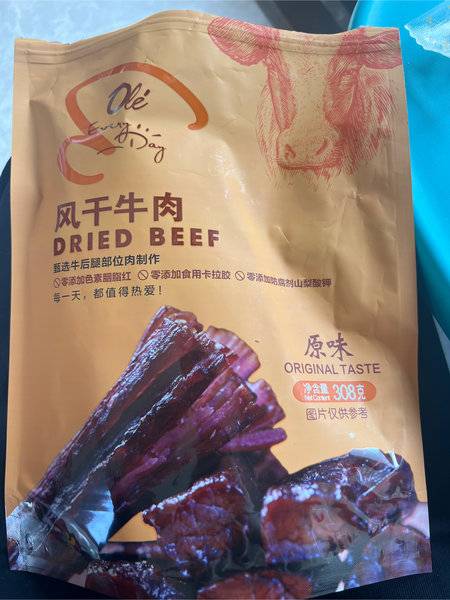 Olé
Every
Day
风干牛肉
DRIED BEEF
甄选牛后腿部位肉制作
零添加色素胭脂红 零添加食用卡拉胶 零添加防腐剂山梨酸钾
每一天，都值得热爱！
原味
ORIGINAL TASTE
净含量 308克
Net Content
图片仅供参考